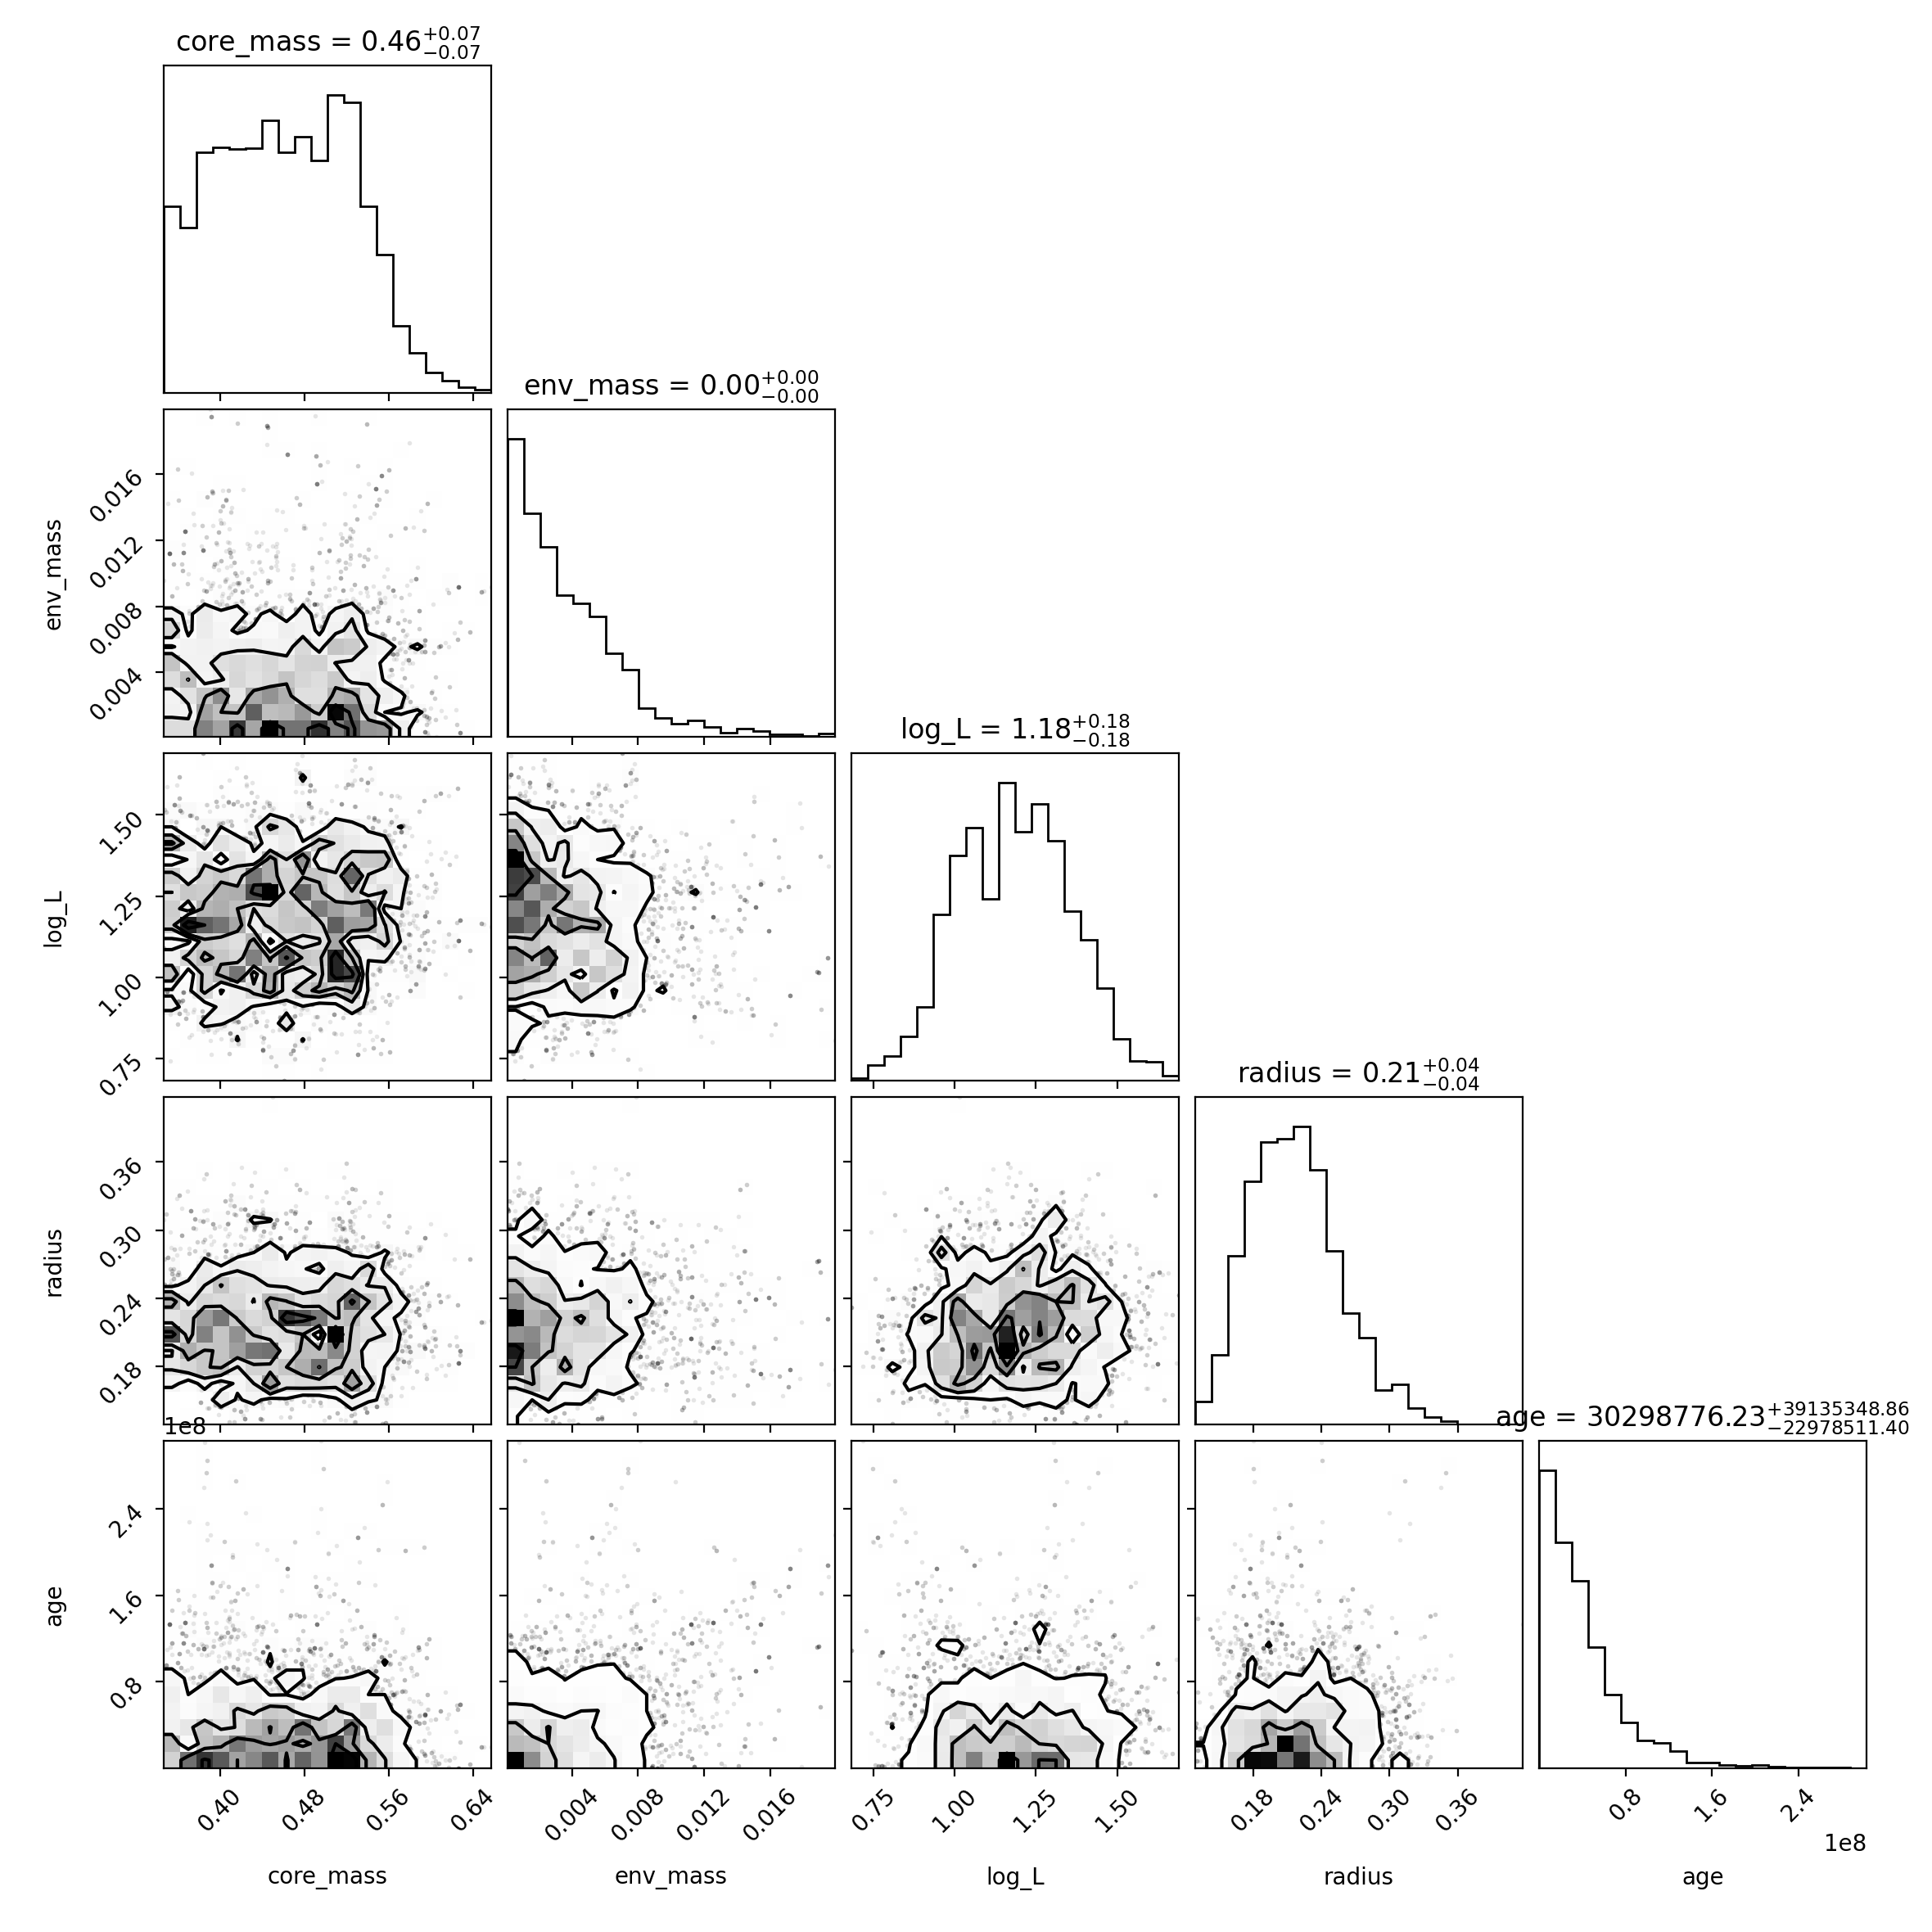 core_mass = 0.46+0.07 −0.07
env_mass = 0.00+0.00 −0.00
env_mass
0.016
0.012
0.008
0.004
log_L = 1.18+0.18 −0.18
log_L
1.50
1.25
1.00
0.75
radius = 0.21+0.04 −0.04
radius
0.36
0.30
0.24
0.18
1e8
age = 30298776.23+39135348.86 −22978511.40
age
2.4
1.6
0.8
0.40 0.48 0.56 0.64
0.004 0.008 0.012 0.016
0.75 1.00 1.25 1.50
0.18 0.24 0.30 0.36
0.8 1.6 2.4
1e8
core_mass
env_mass
log_L
radius
age